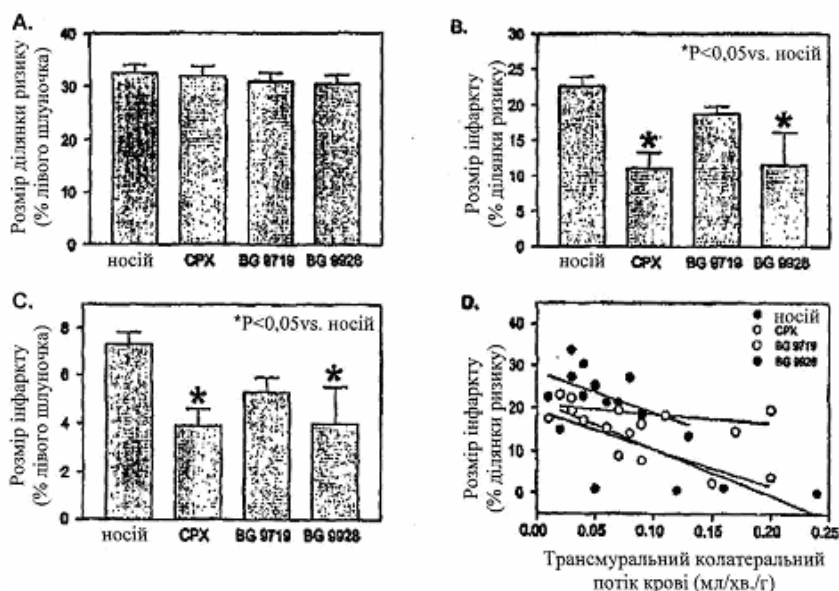 A.
Розмір ділянки ризику
(% лівого шлуночка)
40
30
20
10
0
носій CPX BG 9719 BG 9928
B.
*P<0,05vs. носій
Розмір інфаркту
(% ділянки ризику)
30
25
20
15
10
5
0
* *
носій CPX BG 9719 BG 9928
C.
*P<0,05vs. носій
Розмір інфаркту
(% лівого шлуночка)
8
6
4
2
0
* *
носій CPX BG 9719 BG 9928
D.
носій
CPX
BG 9719
BG 9928
Розмір інфаркту
(% ділянки ризику)
40
30
20
10
0
0.00 0.05 0.10 0.15 0.20 0.25
Трансмуральний колатеральний
потік крові (мл/хв./г)